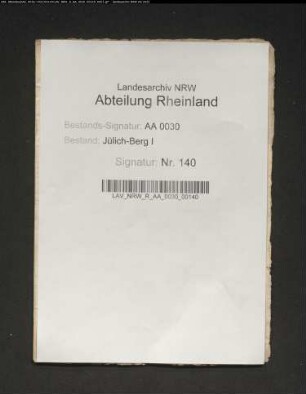 Landesarchiv NRW
Abteilung Rheinland
Bestands-Signatur: AA 0030
Bestand: Jülich-Berg I
Signatur: Nr. 140
LAV_NRW_R_AA_0030_00140